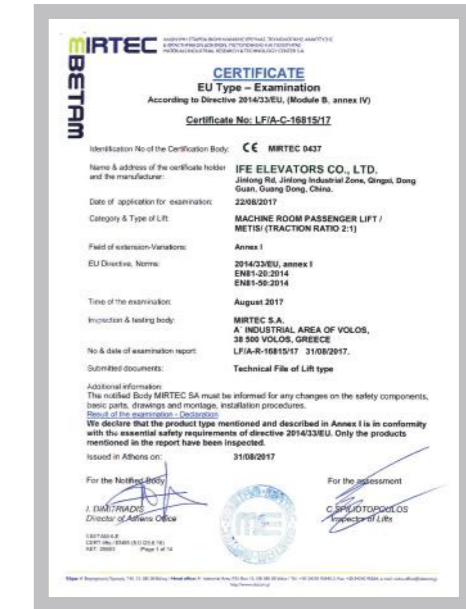 MIRTEC
BETAM
CERTIFICATE
EU Type – Examination
According to Directive 2014/33/EU, (Module B, annex IV)
Certificate No: LF/A-C-16815/17
Identification No of the Certification Body: CE MIRTEC 0437
Name & address of the certificate holder IFE ELEVATORS CO., LTD.
and the manufacturer: Jinlong Rd, Jinlong Industrial Zone, Qingxi, Dong
Guan, Guang Dong, China.
Date of application for examination: 22/08/2017
Category & Type of Lift: MACHINE ROOM PASSENGER LIFT /
METIS/ (TRACTION RATIO 2:1)
Field of extension-Variations: Annex I
EU Directive, Norms: 2014/33/EU, annex I
EN81-20:2014
EN81-50:2014
Time of the examination: August 2017
Inspection & testing body: MIRTEC S.A.
A΄ INDUSTRIAL AREA OF VOLOS,
38 500 VOLOS, GREECE
No & date of examination report: LF/A-R-16815/17 31/08/2017.
Submitted documents: Technical File of Lift type
Additional information:
The notified Body MIRTEC SA must be informed for any changes on the safety components,
basic parts, drawings and montage, installation procedures.
Result of the examination - Declaration
We declare that the product type mentioned and described in Annex I is in conformity
with the essential safety requirements of directive 2014/33/EU. Only the products
mentioned in the report have been inspected.
Issued in Athens on: 31/08/2017
For the Notified Body For the assessment
I. DIMITRIADIS C. SPILIOTOPOULOS
Director of Athens Office Inspector of Lifts
(Page 1 of 14